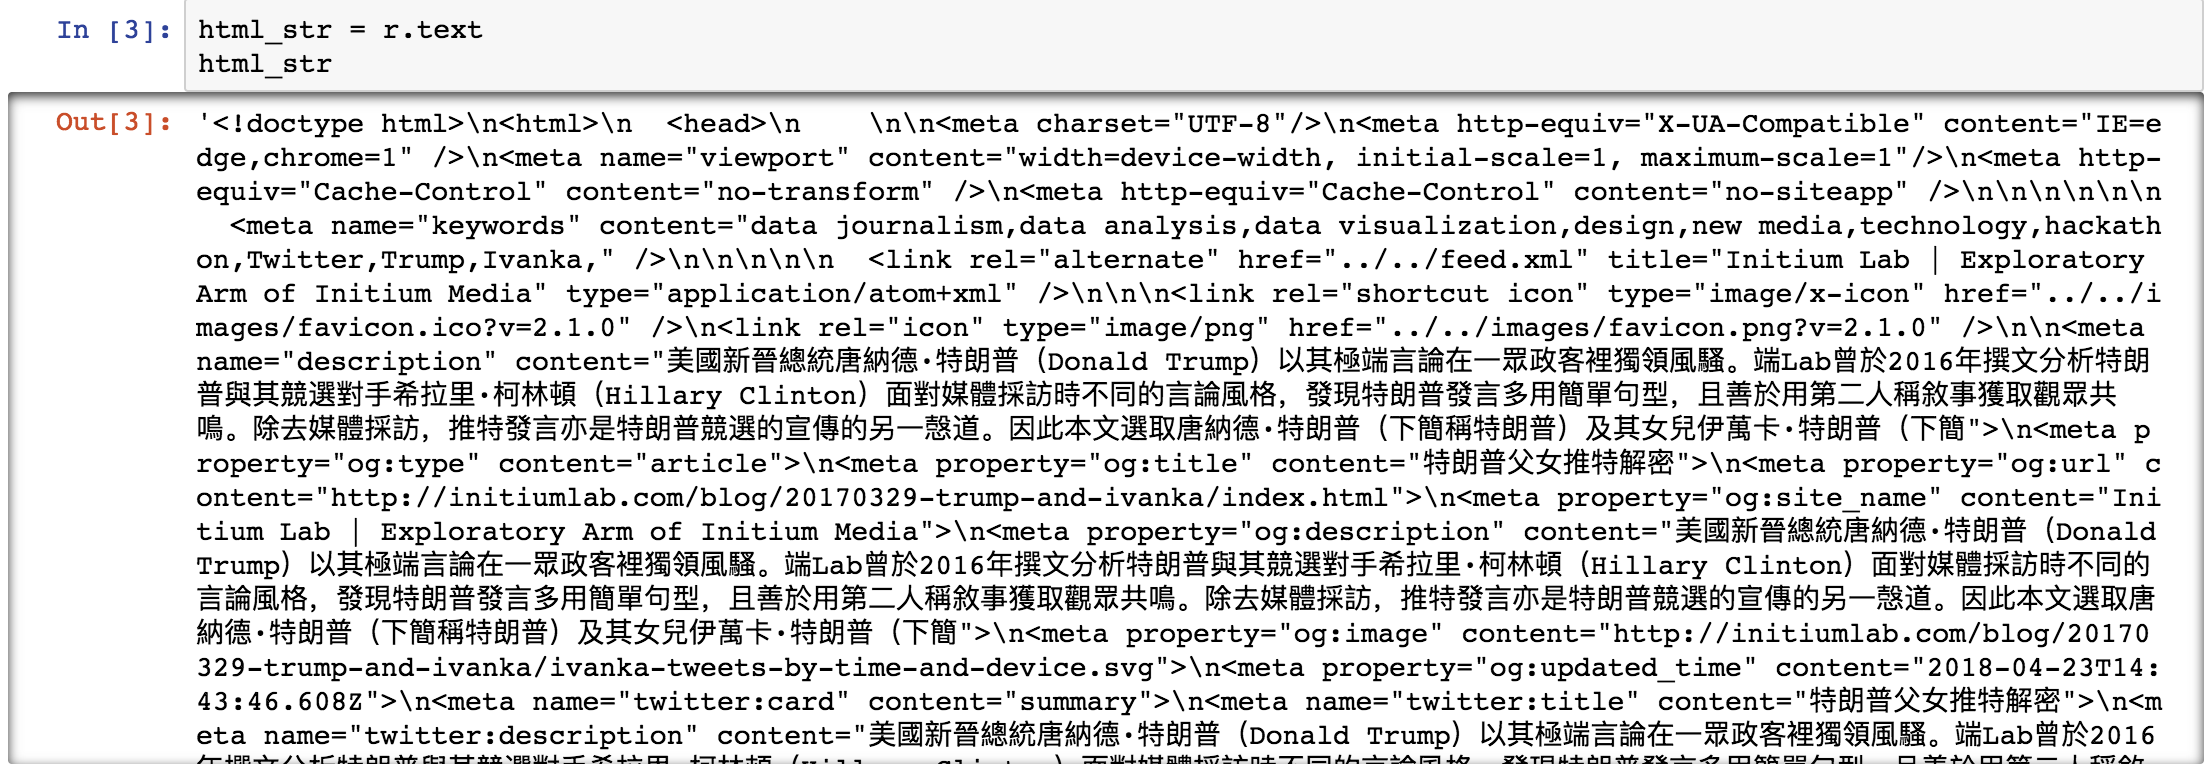 In [3]: html_str = r.text
html_str
Out[3]: '<!doctype html>\n<html>\n  <head>\n    \n\n<meta charset="UTF-8"/>\n<meta http-equiv="X-UA-Compatible" content="IE=e
dge,chrome=1" />\n<meta name="viewport" content="width=device-width, initial-scale=1, maximum-scale=1"/>\n<meta http-
equiv="Cache-Control" content="no-transform" />\n<meta http-equiv="Cache-Control" content="no-siteapp" />\n\n\n\n\n\n
  <meta name="keywords" content="data journalism,data analysis,data visualization,design,new media,technology,hackath
on,Twitter,Trump,Ivanka," />\n\n\n\n\n\n  <link rel="alternate" href="../../feed.xml" title="Initium Lab | Exploratory
Arm of Initium Media" type="application/atom+xml" />\n\n\n<link rel="shortcut icon" type="image/x-icon" href="../../i
mages/favicon.ico?v=2.1.0" />\n<link rel="icon" type="image/png" href="../../images/favicon.png?v=2.1.0" />\n\n<meta
name="description" content="美國新晉總統唐納德·特朗普（Donald Trump）以其極端言論在一眾政客裡獨領風騷。端Lab曾於2016年撰文分析特朗
普與其競選對手希拉里·柯林頓（Hillary Clinton）面對媒體採訪時不同的言論風格，發現特朗普發言多用簡單句型，且善於用第二人稱敘事獲取觀眾共
鳴。除去媒體採訪，推特發言亦是特朗普競選的宣傳的另一愨道。因此本文選取唐納德·特朗普（下簡稱特朗普）及其女兒伊萬卡·特朗普（下簡">\n<meta p
roperty="og:type" content="article">\n<meta property="og:title" content="特朗普父女推特解密">\n<meta property="og:url" c
ontent="http://initiumlab.com/blog/20170329-trump-and-ivanka/index.html">\n<meta property="og:site_name" content="Ini
tium Lab | Exploratory Arm of Initium Media">\n<meta property="og:description" content="美國新晉總統唐納德·特朗普（Donald
Trump）以其極端言論在一眾政客裡獨領風騷。端Lab曾於2016年撰文分析特朗普與其競選對手希拉里·柯林頓（Hillary Clinton）面對媒體採訪時不同的
言論風格，發現特朗普發言多用簡單句型，且善於用第二人稱敘事獲取觀眾共鳴。除去媒體採訪，推特發言亦是特朗普競選的宣傳的另一愨道。因此本文選取唐
納德·特朗普（下簡稱特朗普）及其女兒伊萬卡·特朗普（下簡">\n<meta property="og:image" content="http://initiumlab.com/blog/20170
329-trump-and-ivanka/ivanka-tweets-by-time-and-device.svg">\n<meta property="og:updated_time" content="2018-04-23T14:
43:46.608Z">\n<meta name="twitter:card" content="summary">\n<meta name="twitter:title" content="特朗普父女推特解密">\n<m
eta name="twitter:description" content="美國新晉總統唐納德·特朗普（Donald Trump）以其極端言論在一眾政客裡獨領風騷。端Lab曾於2016